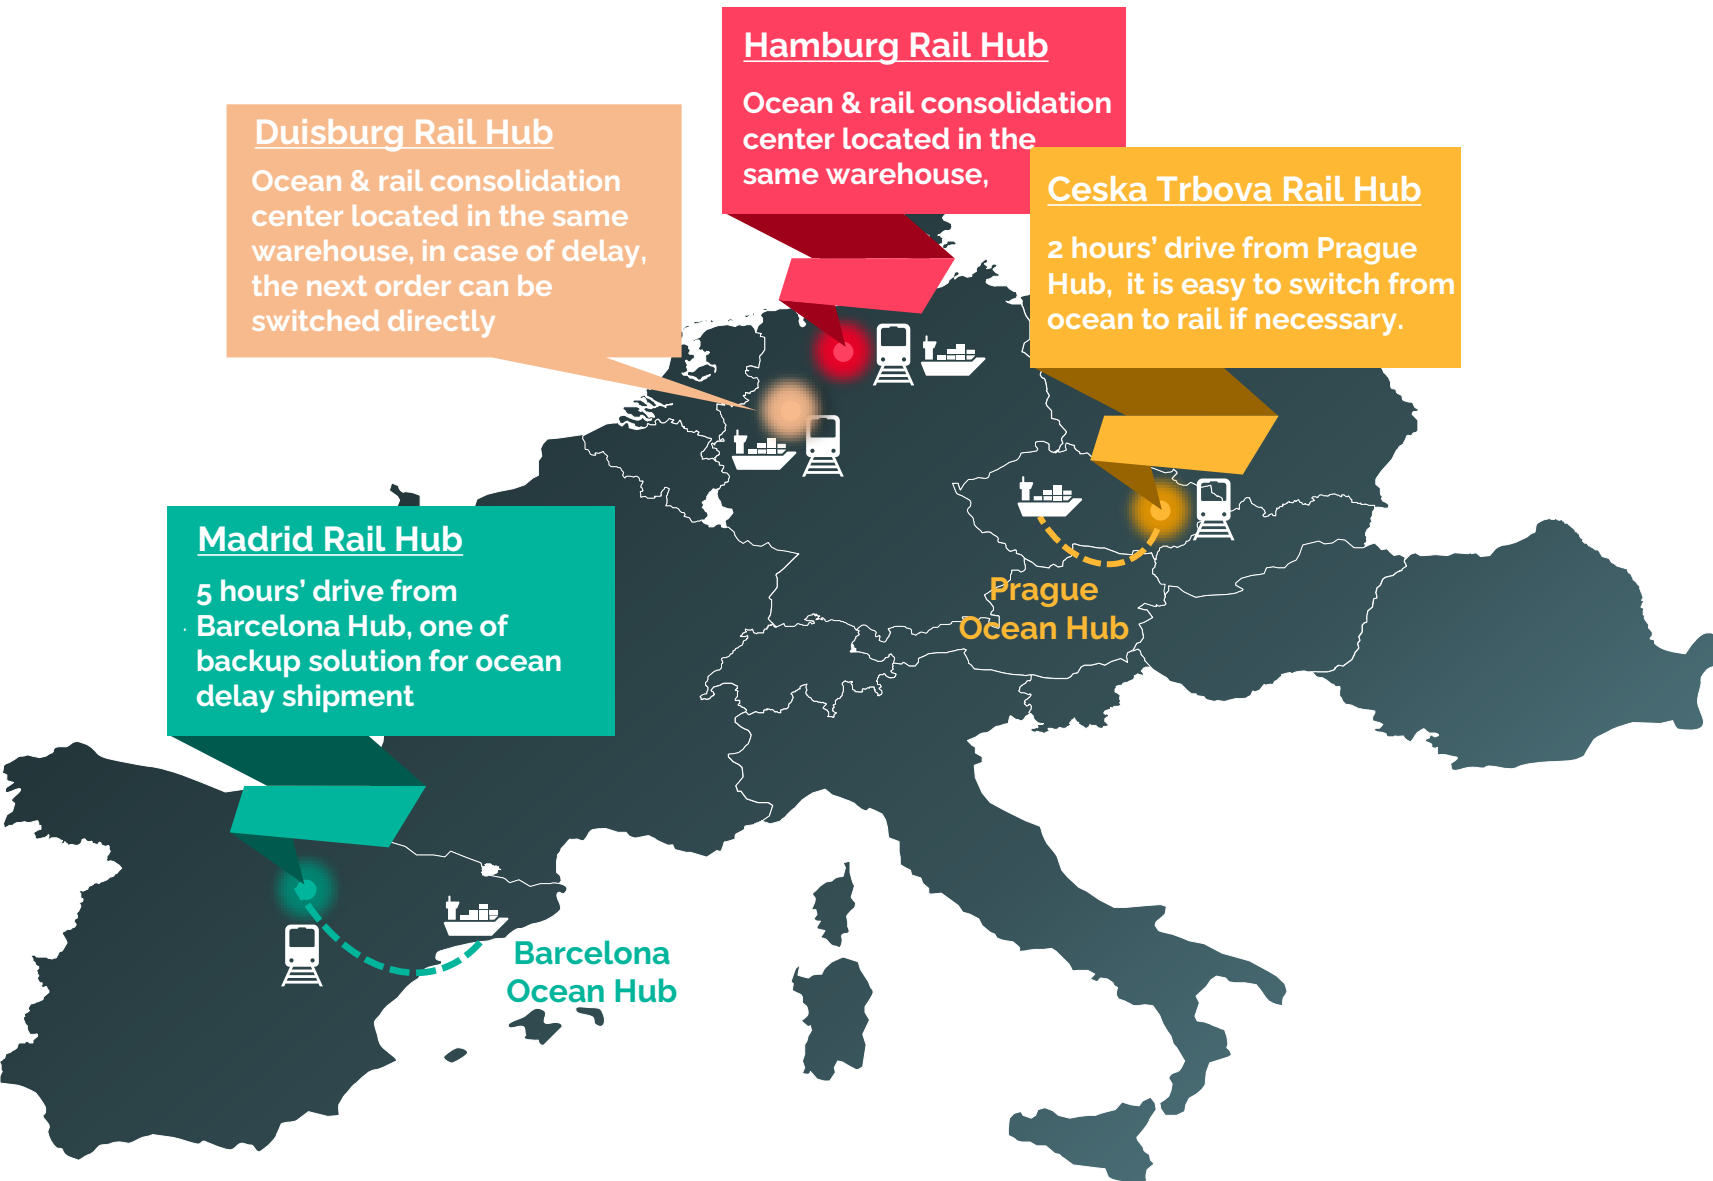 Hamburg Rail Hub
Ocean & rail consolidation
center located in the
same warehouse,
Duisburg Rail Hub
Ocean & rail consolidation
center located in the same
warehouse, in case of delay,
the next order can be
switched directly
Ceska Trbova Rail Hub
2 hours’ drive from Prague
Hub, it is easy to switch from
ocean to rail if necessary.
Madrid Rail Hub
5 hours’ drive from
Barcelona Hub, one of
backup solution for ocean
delay shipment
Prague
Ocean Hub
Barcelona
Ocean Hub